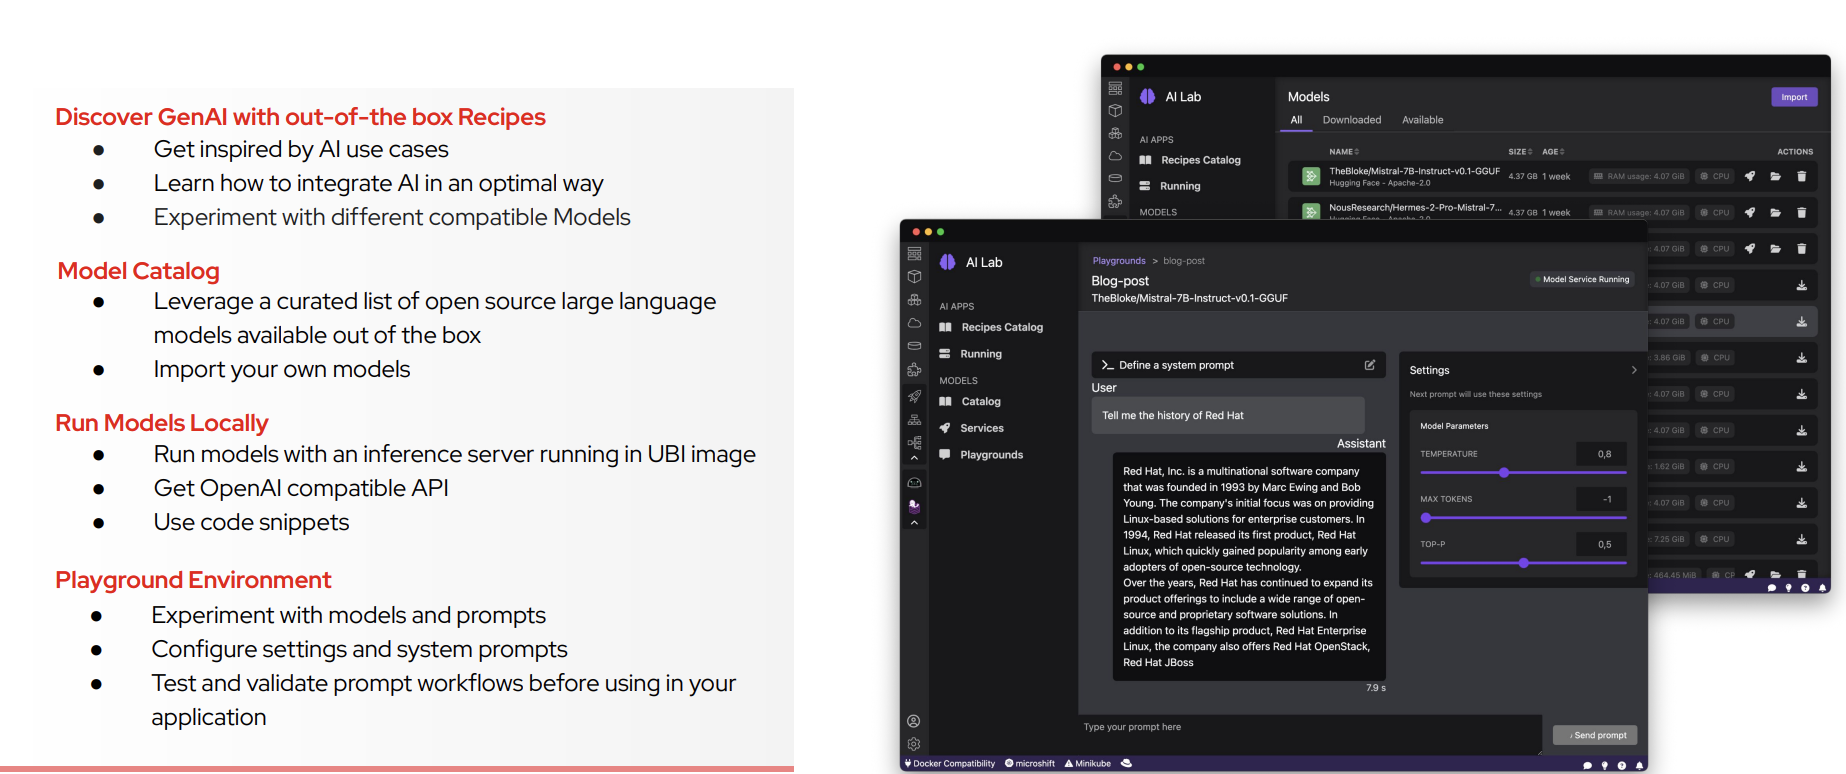 Discover GenAI with out-of-the box Recipes
● Get inspired by AI use cases
● Learn how to integrate AI in an optimal way
● Experiment with different compatible Models
Model Catalog
● Leverage a curated list of open source large language
models available out of the box
● Import your own models
Run Models Locally
● Run models with an inference server running in UBI image
● Get OpenAI compatible API
● Use code snippets
Playground Environment
● Experiment with models and prompts
● Configure settings and system prompts
● Test and validate prompt workflows before using in your
application
AI Lab
AI APPS
Recipes Catalog
Running
MODELS
Models
Import
All Downloaded Available
NAME SIZE AGE ACTIONS
TheBloke/Mistral-7B-Instruct-v0.1-GGUF
Hugging Face - Apache-2.0
4.37 GB 1 week RAM usage: 4.07 GiB CPU
NousResearch/Hermes-2-Pro-Mistral-7...
Hugging Face - Apache-2.0
4.37 GB 1 week RAM usage: 4.07 GiB CPU
4.07 GiB CPU
4.07 GiB CPU
4.07 GiB CPU
3.86 GiB CPU
4.07 GiB CPU
4.07 GiB CPU
1.62 GiB CPU
4.07 GiB CPU
7.25 GiB CPU
464.45 MiB CP
AI Lab
AI APPS
Recipes Catalog
Running
MODELS
Catalog
Services
Playgrounds
Playgrounds > blog-post
Blog-post
TheBloke/Mistral-7B-Instruct-v0.1-GGUF
Model Service Running
Define a system prompt
User
Tell me the history of Red Hat
Assistant
Red Hat, Inc. is a multinational software company
that was founded in 1993 by Marc Ewing and Bob
Young. The company's initial focus was on providing
Linux-based solutions for enterprise customers. In
1994, Red Hat released its first product, Red Hat
Linux, which quickly gained popularity among early
adopters of open-source technology.
Over the years, Red Hat has continued to expand its
product offerings to include a wide range of open-
source and proprietary software solutions. In
addition to its flagship product, Red Hat Enterprise
Linux, the company also offers Red Hat OpenStack,
Red Hat JBoss
7.9 s
Settings
Next prompt will use these settings
Model Parameters
TEMPERATURE 0,8
MAX TOKENS -1
TOP-P 0,5
Type your prompt here
Send prompt
Docker Compatibility microshift Minikube